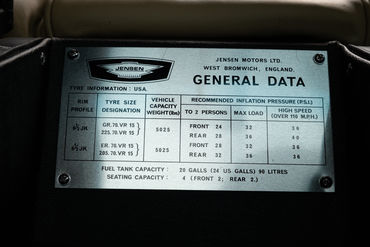 JENSEN
JENSEN MOTORS LTD.
WEST BROMWICH, ENGLAND.
GENERAL DATA
TYRE INFORMATION : USA.
RIM PROFILE
TYRE SIZE DESIGNATION
VEHICLE CAPACITY WEIGHT(lbs)
RECOMMENDED INFLATION PRESSURE (P.S.I.)
TO 2 PERSONS
MAX LOAD
HIGH SPEED (OVER 110 M.P.H.)
6½JK
GR.70.VR 15
225.70.VR 15
5025
FRONT 24 32 36
REAR 28 36 40
6½JK
ER.70.VR 15
205.70.VR 15
5025
FRONT 28 32 36
REAR 32 36 36
FUEL TANK CAPACITY : 20 GALLS (24 US GALLS) 90 LITRES
SEATING CAPACITY : 4 (FRONT 2; REAR 2.)